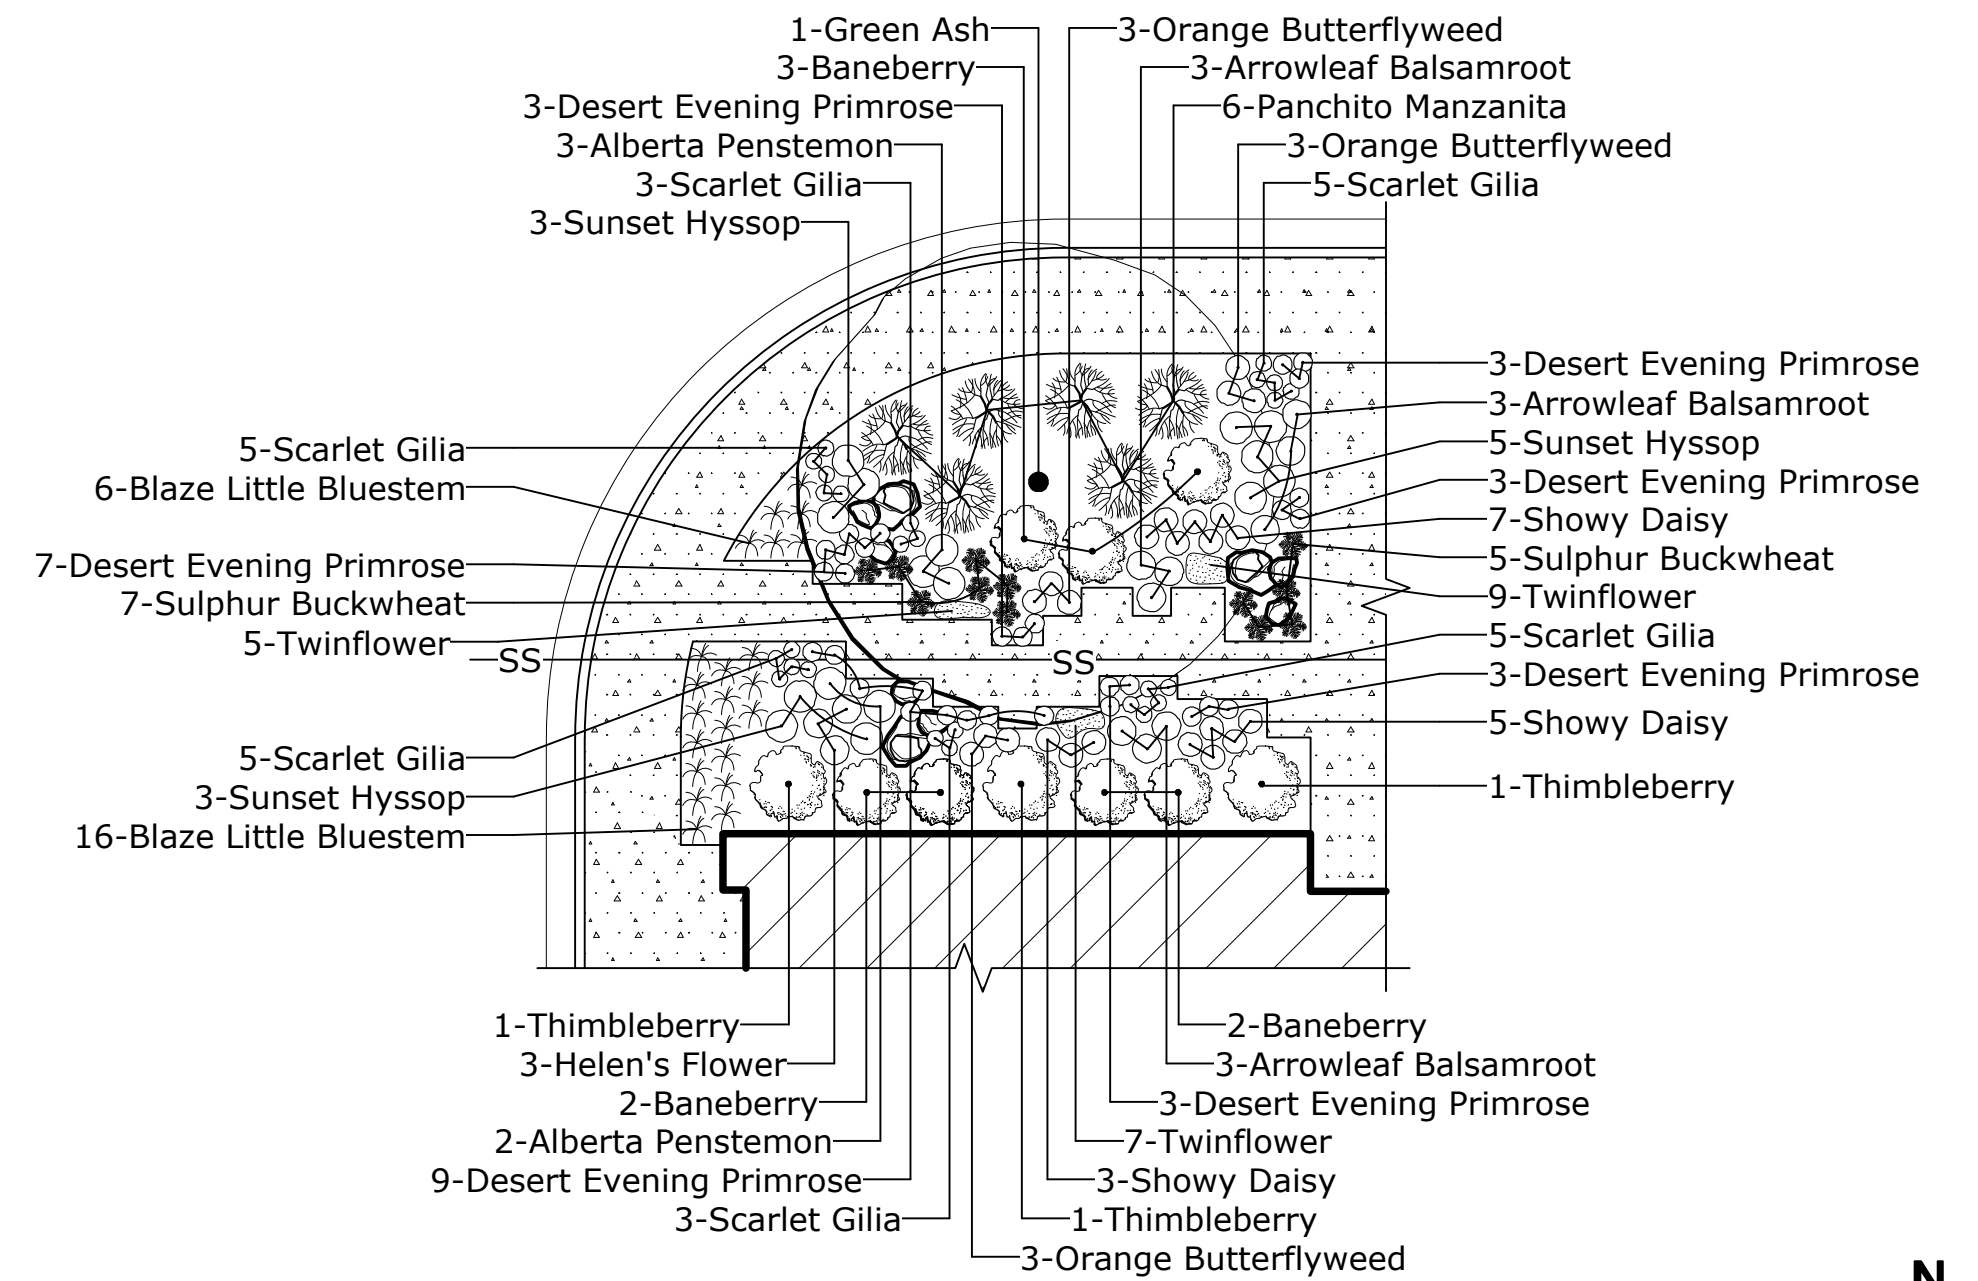 1-Green Ash
3-Baneberry
3-Desert Evening Primrose
3-Alberta Penstemon
3-Scarlet Gilia
3-Sunset Hyssop
3-Orange Butterflyweed
3-Arrowleaf Balsamroot
6-Panchito Manzanita
3-Orange Butterflyweed
5-Scarlet Gilia
5-Scarlet Gilia
6-Blaze Little Bluestem
7-Desert Evening Primrose
7-Sulphur Buckwheat
5-Twinflower
SS
SS
5-Scarlet Gilia
3-Sunset Hyssop
16-Blaze Little Bluestem
3-Desert Evening Primrose
3-Arrowleaf Balsamroot
5-Sunset Hyssop
3-Desert Evening Primrose
7-Showy Daisy
5-Sulphur Buckwheat
9-Twinflower
5-Scarlet Gilia
3-Desert Evening Primrose
5-Showy Daisy
1-Thimbleberry
1-Thimbleberry
3-Helen's Flower
2-Baneberry
2-Alberta Penstemon
9-Desert Evening Primrose
3-Scarlet Gilia
2-Baneberry
3-Arrowleaf Balsamroot
3-Desert Evening Primrose
7-Twinflower
3-Showy Daisy
1-Thimbleberry
3-Orange Butterflyweed
N